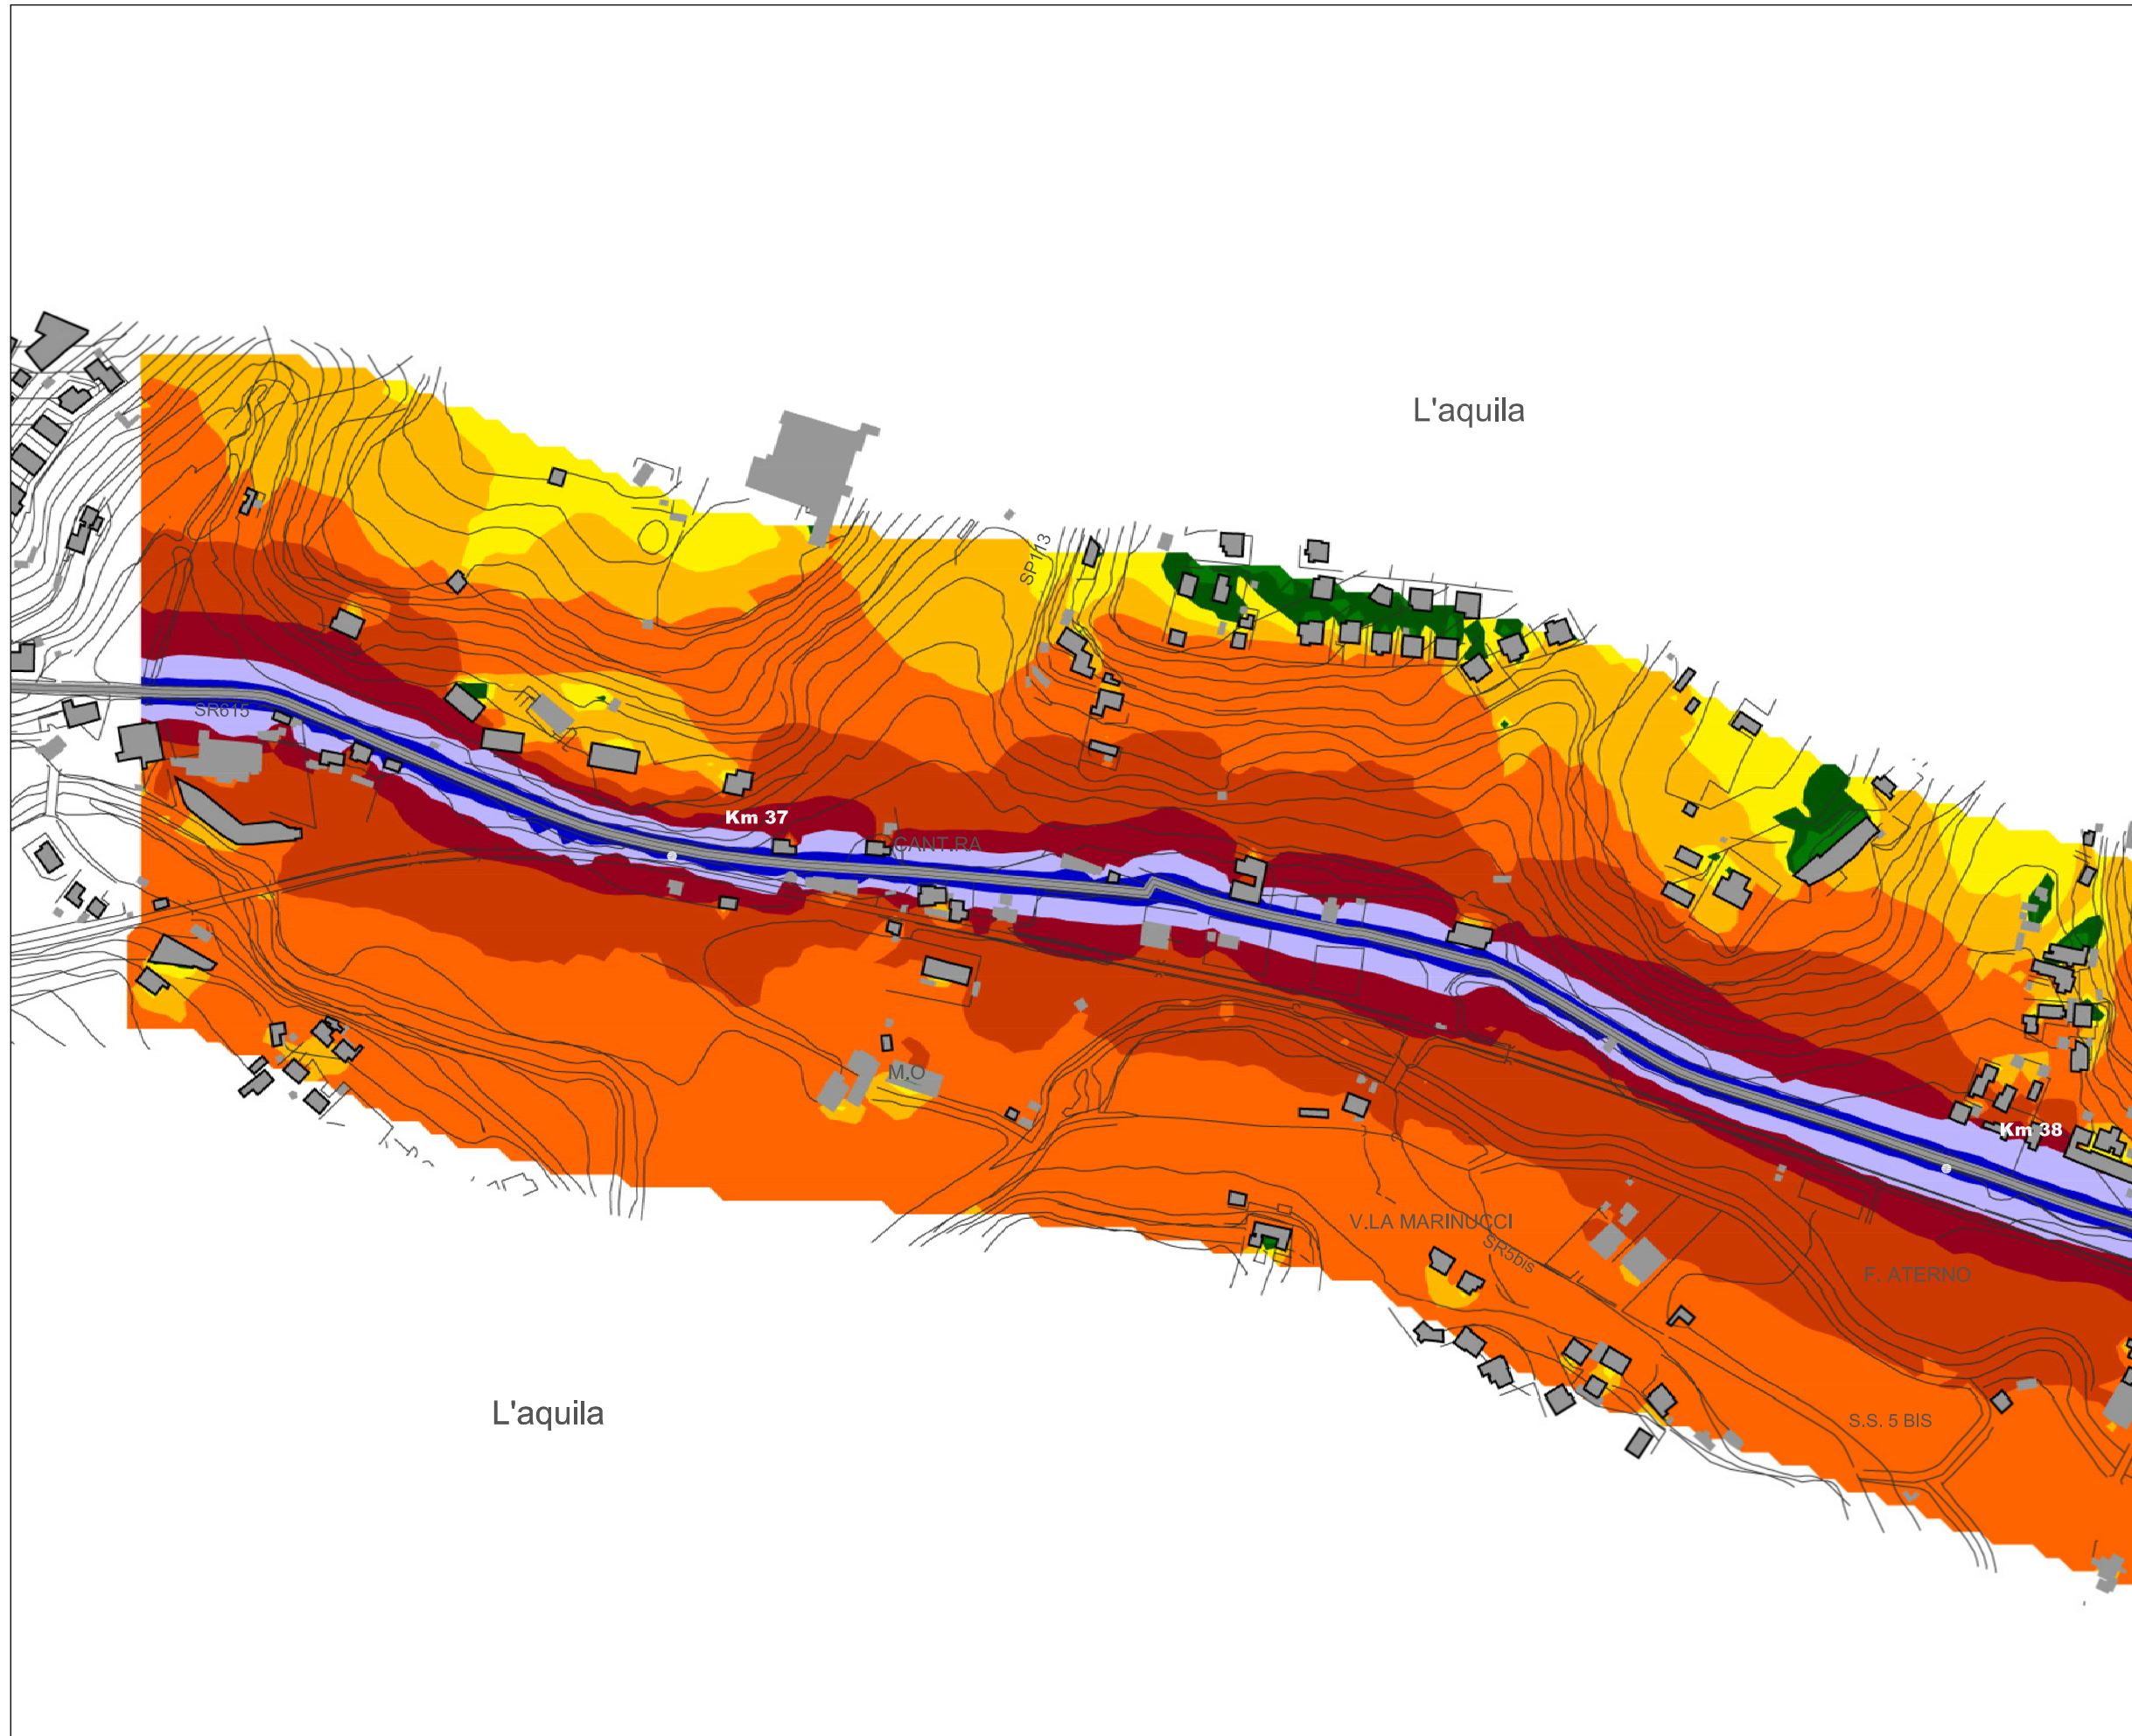 L'aquila
SP113
SR615
Km 37
CANT.RA
M.O
Km 38
V.LA MARINUCCI
SR5bis
F. ATERNO
L'aquila
S.S. 5 BIS